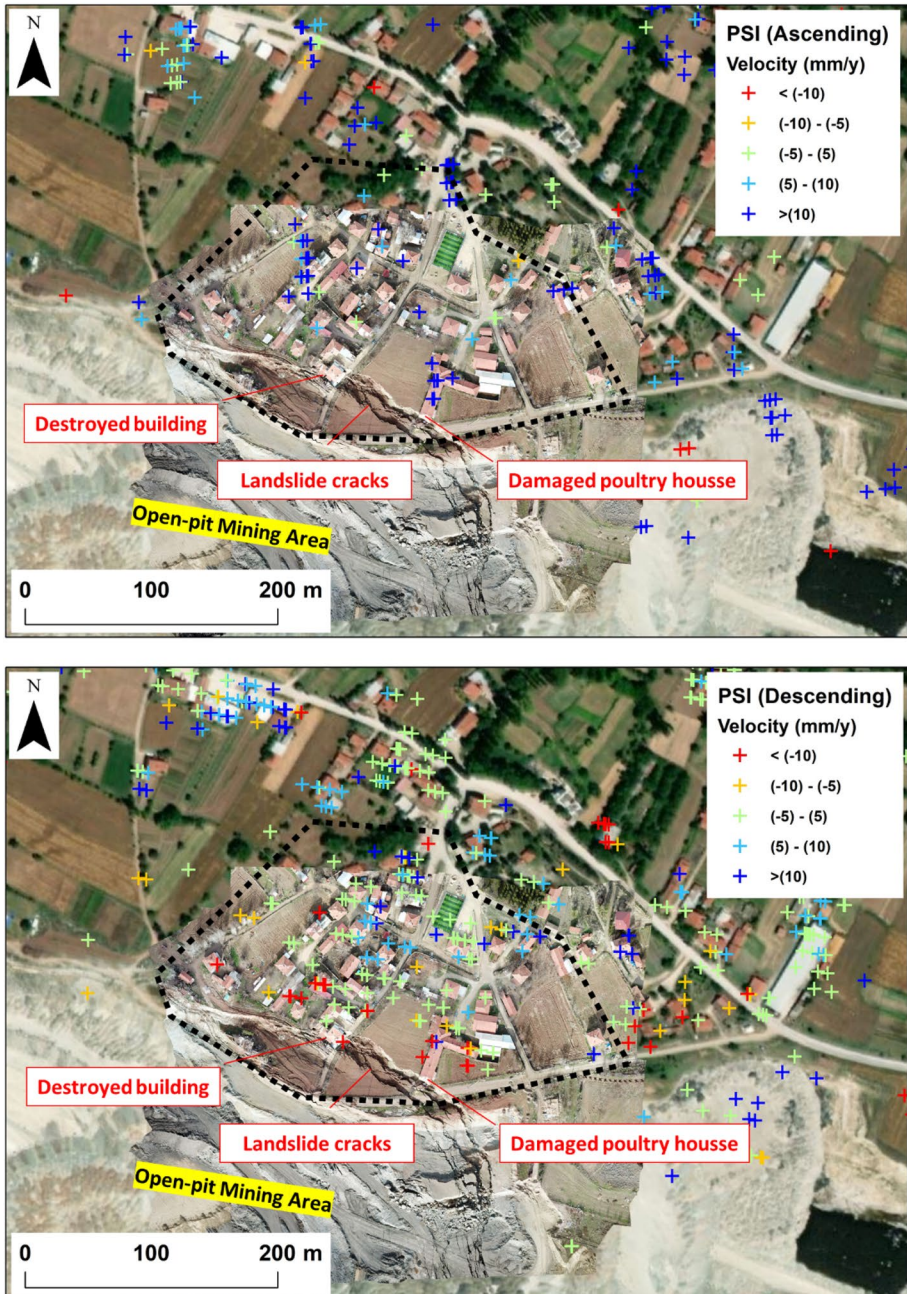 N
PSI (Ascending)
Velocity (mm/y)
< (-10)
(-10) - (-5)
(-5) - (5)
(5) - (10)
>(10)
Destroyed building
Landslide cracks
Damaged poultry housse
Open-pit Mining Area
0 100 200 m
N
PSI (Descending)
Velocity (mm/y)
< (-10)
(-10) - (-5)
(-5) - (5)
(5) - (10)
>(10)
Destroyed building
Landslide cracks
Damaged poultry housse
Open-pit Mining Area
0 100 200 m